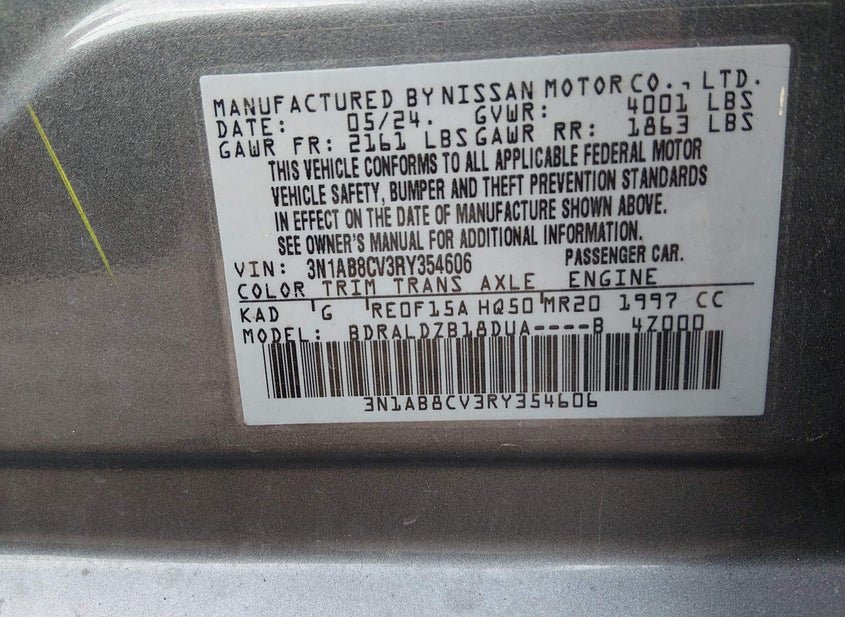 MANUFACTURED BY NISSAN MOTOR CO., LTD.
DATE: 05/24. GVWR: 4001 LBS
GAWR FR: 2161 LBS GAWR RR: 1863 LBS
THIS VEHICLE CONFORMS TO ALL APPLICABLE FEDERAL MOTOR
VEHICLE SAFETY, BUMPER AND THEFT PREVENTION STANDARDS
IN EFFECT ON THE DATE OF MANUFACTURE SHOWN ABOVE.
SEE OWNER'S MANUAL FOR ADDITIONAL INFORMATION.
VIN: 3N1AB8CV3RY354606 PASSENGER CAR.
COLOR TRIM TRANS AXLE ENGINE
KAD G RE0F15A HQ50 MR20 1997 CC
MODEL: BDRALDZB18DUA----B 4Z000
3N1AB8CV3RY354606